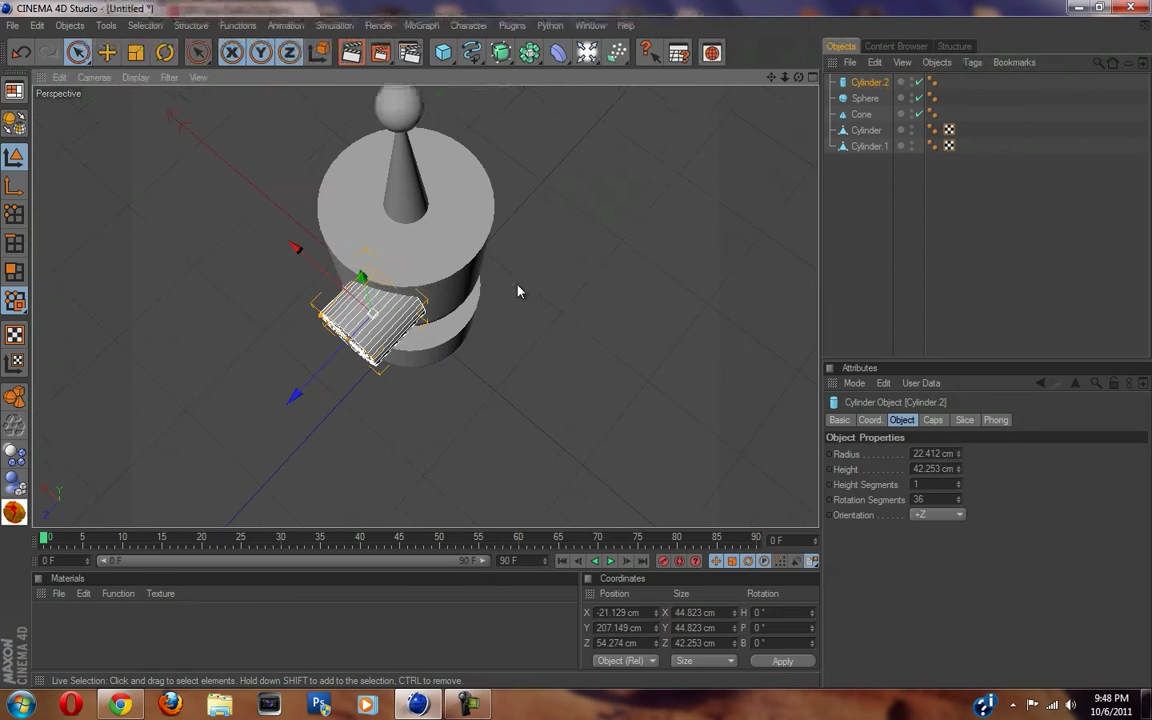 CINEMA 4D Studio - [Untitled *]
File Edit Objects Tools Selection Structure Functions Animation Simulation Render MoGraph Character Plugins Python Window Help
X Y Z
Edit Cameras Display Filter View
Perspective
Y
X
Z
Objects Content Browser Structure
File Edit View Objects Tags Bookmarks
Cylinder.2
Sphere
Cone
Cylinder
Cylinder.1
Attributes
Mode Edit User Data
Cylinder Object [Cylinder.2]
Basic Coord. Object Caps Slice Phong
Object Properties
Radius 22.412 cm
Height 42.253 cm
Height Segments 1
Rotation Segments 36
Orientation +Z
0 5 10 15 20 25 30 35 40 45 50 55 60 65 70 75 80 85 90 0 F
0 F 0 F 90 F 90 F
Materials
File Edit Function Texture
Coordinates
Position Size Rotation
X -21.129 cm X 44.823 cm H 0 °
Y 207.149 cm Y 44.823 cm P 0 °
Z 54.274 cm Z 42.253 cm B 0 °
Object (Rel) Size Apply
MAXON CINEMA 4D
Live Selection: Click and drag to select elements. Hold down SHIFT to add to the selection, CTRL to remove.
Ps
9:48 PM
10/6/2011